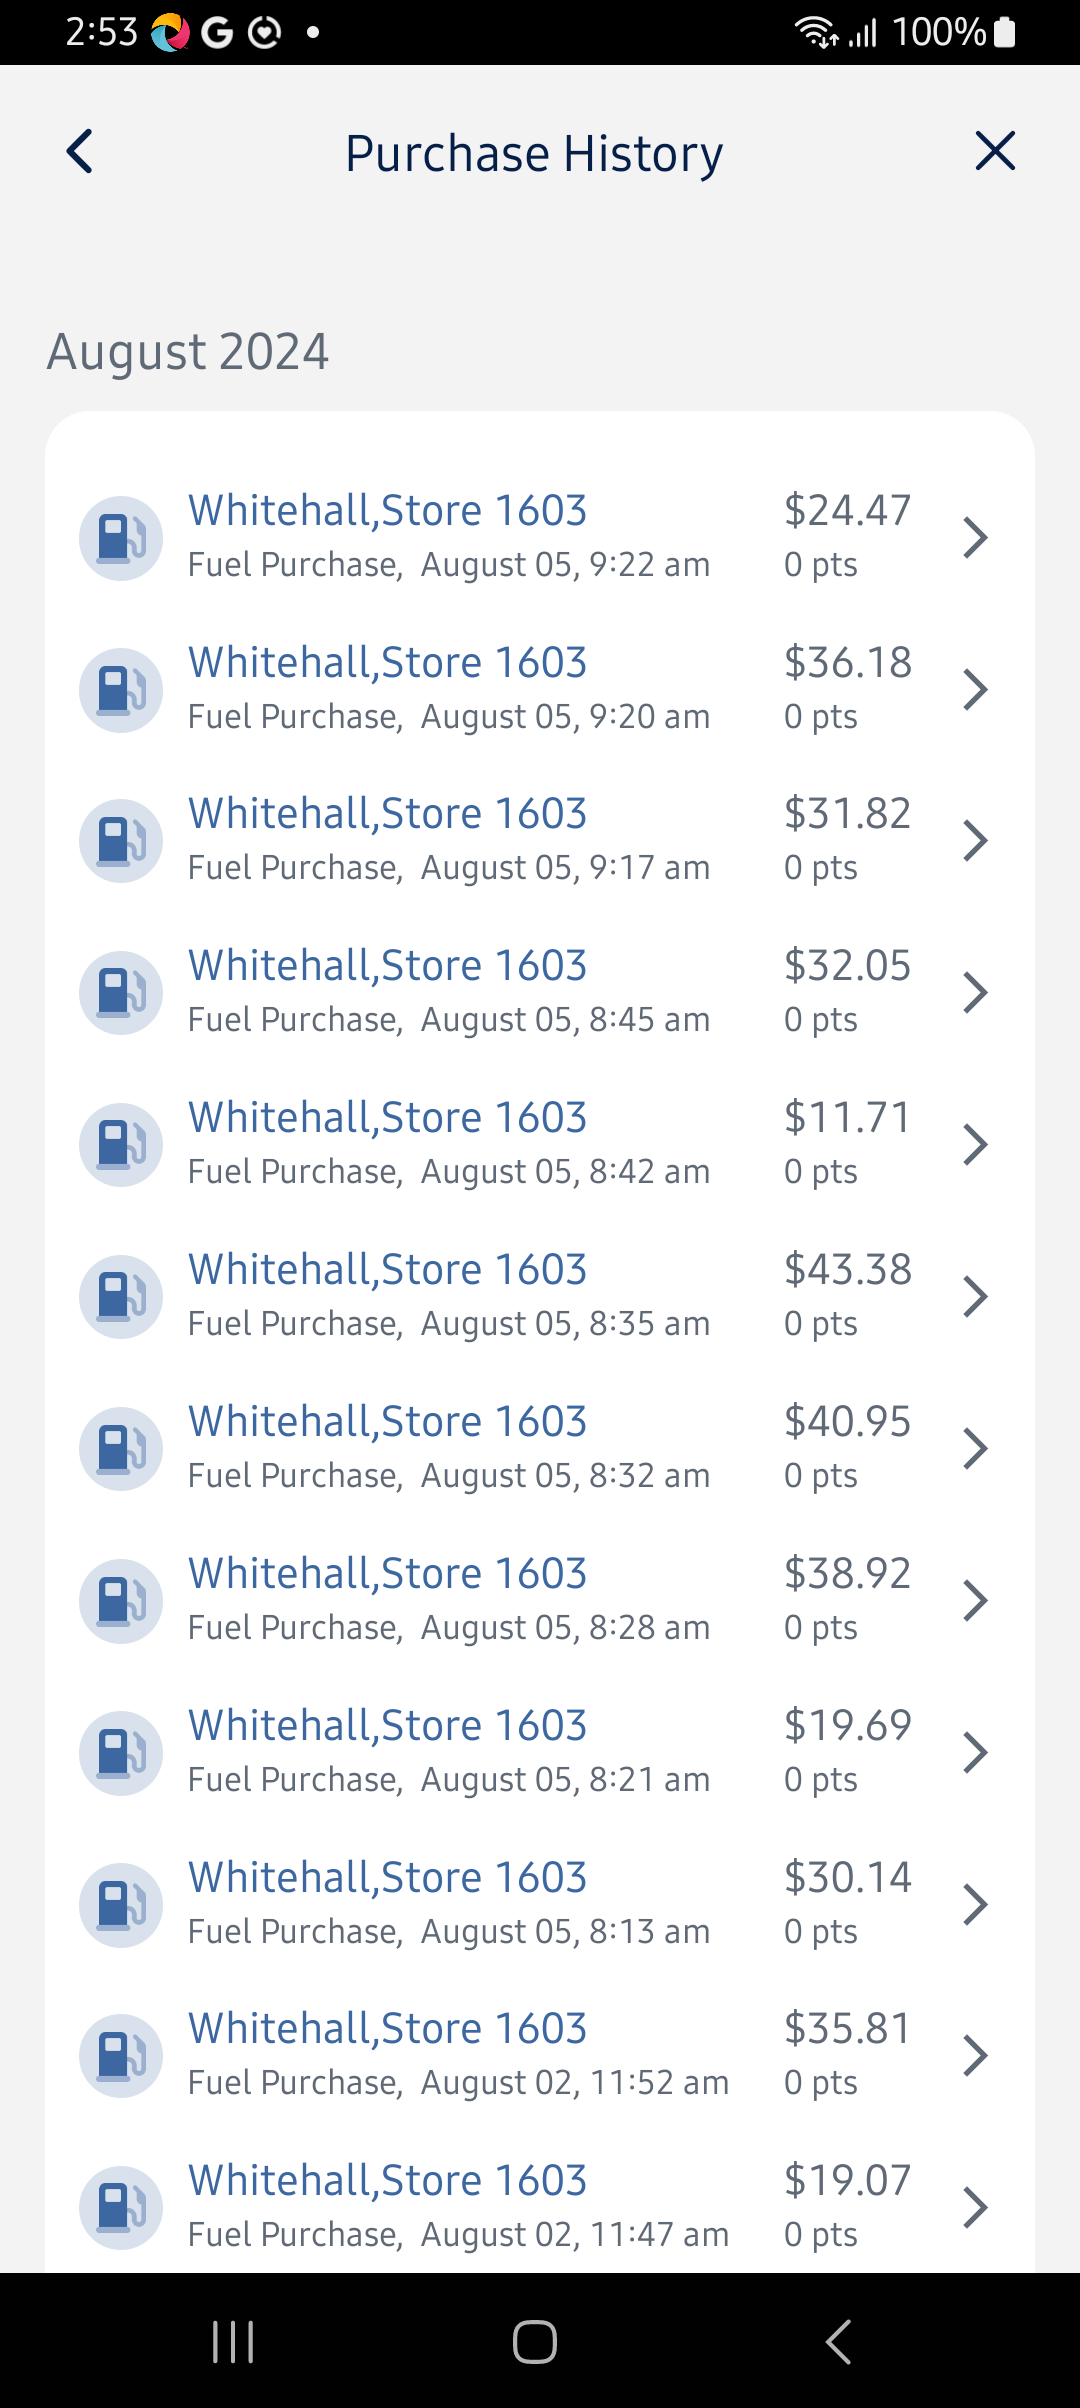 2:53 G 100%
Purchase History
August 2024
Whitehall,Store 1603 $24.47
Fuel Purchase, August 05, 9:22 am 0 pts
Whitehall,Store 1603 $36.18
Fuel Purchase, August 05, 9:20 am 0 pts
Whitehall,Store 1603 $31.82
Fuel Purchase, August 05, 9:17 am 0 pts
Whitehall,Store 1603 $32.05
Fuel Purchase, August 05, 8:45 am 0 pts
Whitehall,Store 1603 $11.71
Fuel Purchase, August 05, 8:42 am 0 pts
Whitehall,Store 1603 $43.38
Fuel Purchase, August 05, 8:35 am 0 pts
Whitehall,Store 1603 $40.95
Fuel Purchase, August 05, 8:32 am 0 pts
Whitehall,Store 1603 $38.92
Fuel Purchase, August 05, 8:28 am 0 pts
Whitehall,Store 1603 $19.69
Fuel Purchase, August 05, 8:21 am 0 pts
Whitehall,Store 1603 $30.14
Fuel Purchase, August 05, 8:13 am 0 pts
Whitehall,Store 1603 $35.81
Fuel Purchase, August 02, 11:52 am 0 pts
Whitehall,Store 1603 $19.07
Fuel Purchase, August 02, 11:47 am 0 pts